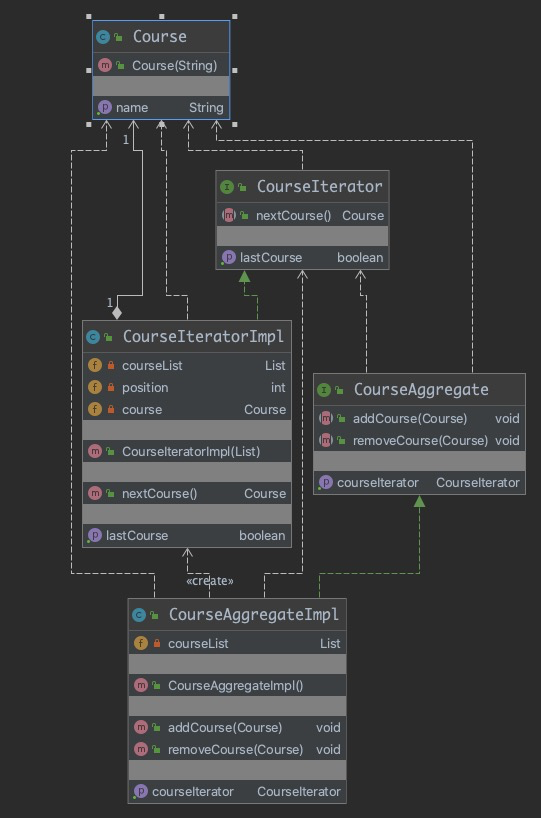 Course
Course(String)
name String
1
CourseIterator
nextCourse() Course
lastCourse boolean
1
CourseIteratorImpl
courseList List
position int
course Course
CourseIteratorImpl(List)
nextCourse() Course
lastCourse boolean
CourseAggregate
addCourse(Course) void
removeCourse(Course) void
courseIterator CourseIterator
«create»
CourseAggregateImpl
courseList List
CourseAggregateImpl()
addCourse(Course) void
removeCourse(Course) void
courseIterator CourseIterator